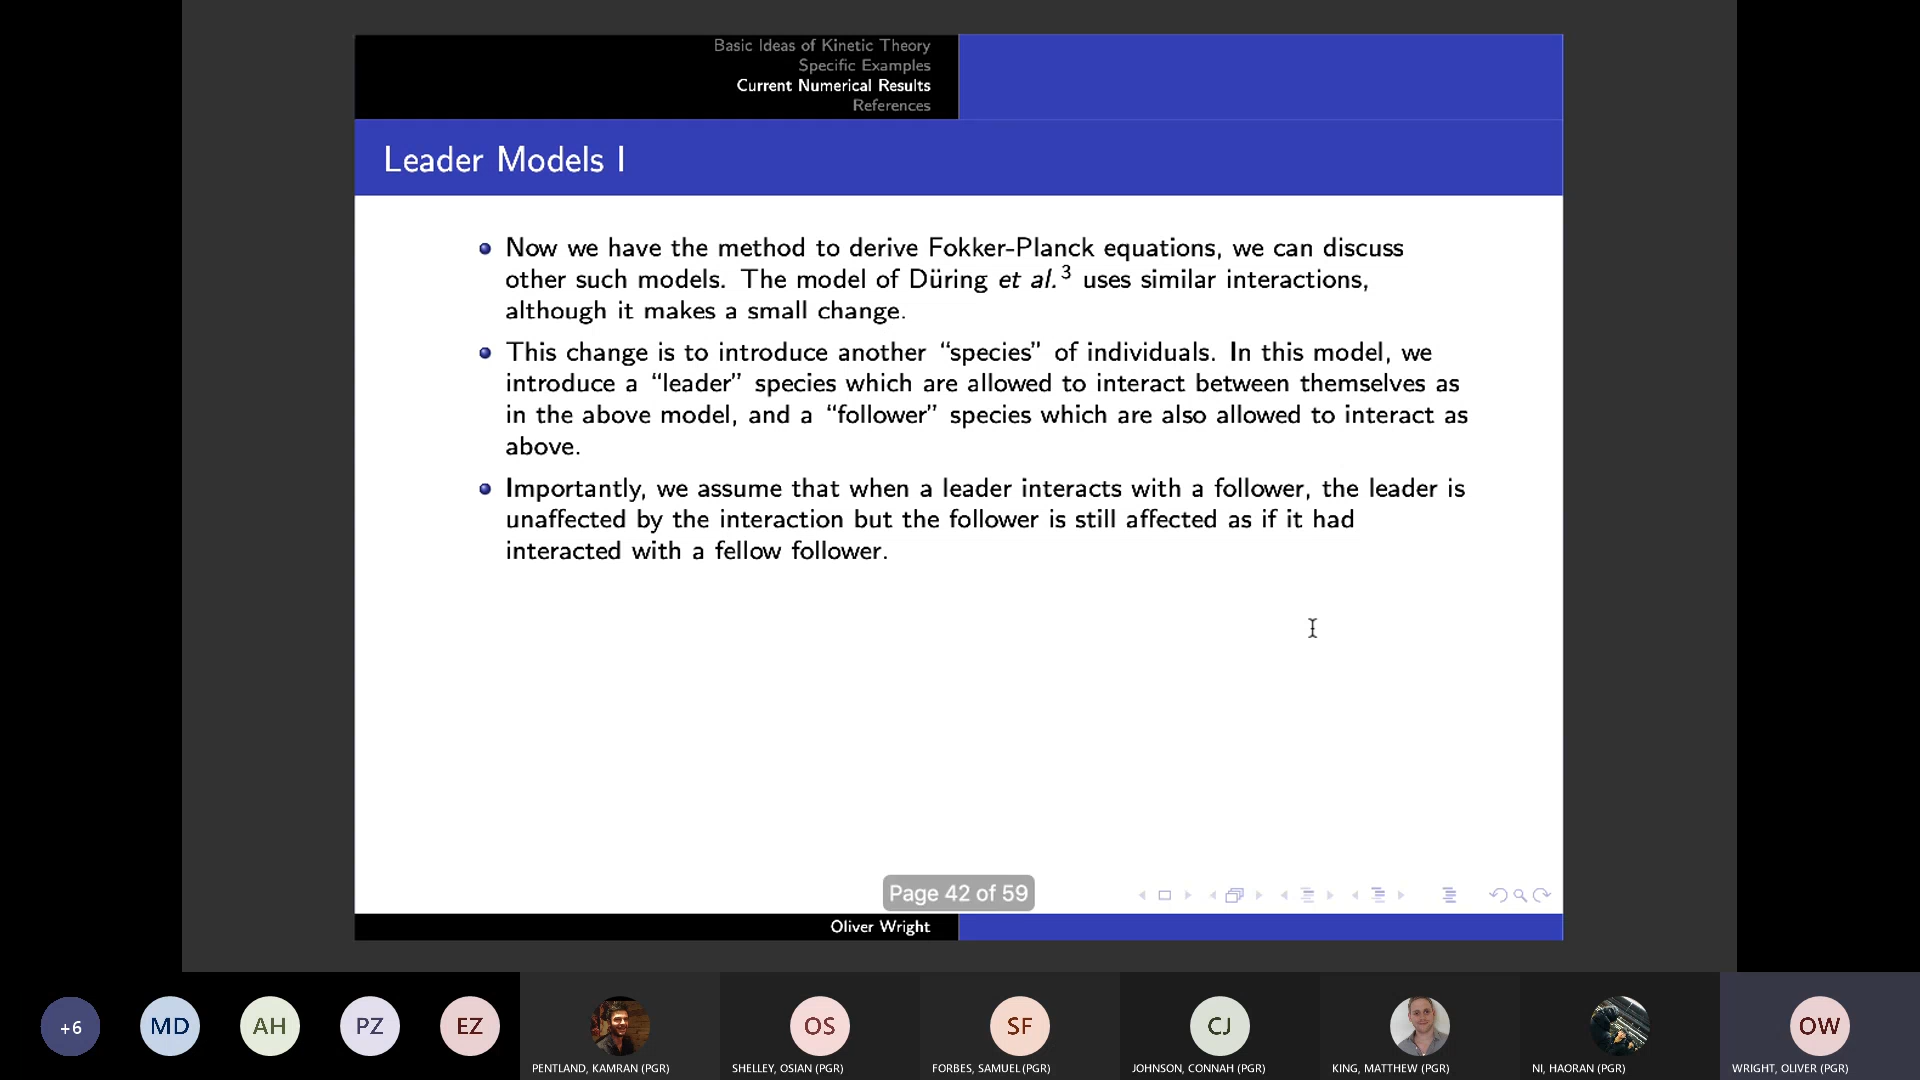 Basic Ideas of Kinetic Theory
Specific Examples
Current Numerical Results
References
Leader Models I
Now we have the method to derive Fokker-Planck equations, we can discuss
other such models. The model of Düring et al.3 uses similar interactions,
although it makes a small change.
This change is to introduce another “species” of individuals. In this model, we
introduce a “leader” species which are allowed to interact between themselves as
in the above model, and a “follower” species which are also allowed to interact as
above.
Importantly, we assume that when a leader interacts with a follower, the leader is
unaffected by the interaction but the follower is still affected as if it had
interacted with a fellow follower.
Page 42 of 59
Oliver Wright
+6
MD
AH
PZ
EZ
OS
SF
CJ
OW
PENTLAND, KAMRAN (PGR)
SHELLEY, OSIAN (PGR)
FORBES, SAMUEL (PGR)
JOHNSON, CONNAH (PGR)
KING, MATTHEW (PGR)
NI, HAORAN (PGR)
WRIGHT, OLIVER (PGR)